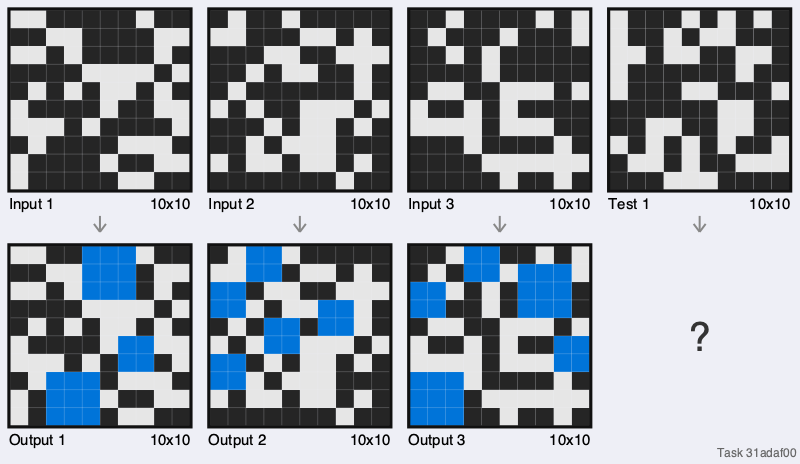 Input 1 10x10
Input 2 10x10
Input 3 10x10
Test 1 10x10
?
Output 1 10x10
Output 2 10x10
Output 3 10x10
Task 31adaf00